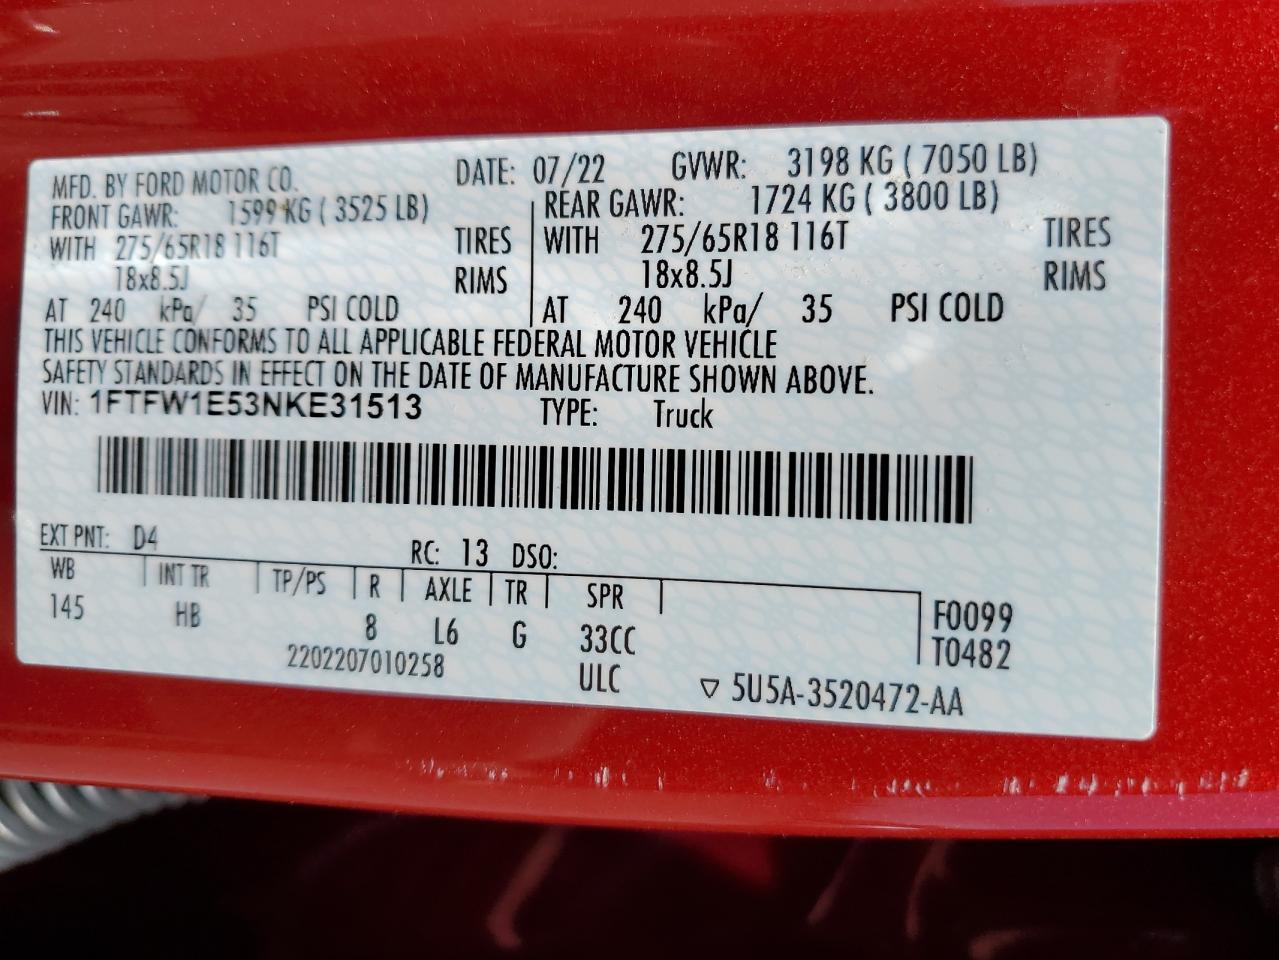 MFD. BY FORD MOTOR CO. DATE: 07/22 GVWR: 3198 KG ( 7050 LB)
FRONT GAWR: 1599 KG ( 3525 LB) REAR GAWR: 1724 KG ( 3800 LB)
WITH 275/65R18 116T TIRES WITH 275/65R18 116T TIRES
18x8.5J RIMS 18x8.5J RIMS
AT 240 kPa/ 35 PSI COLD AT 240 kPa/ 35 PSI COLD
THIS VEHICLE CONFORMS TO ALL APPLICABLE FEDERAL MOTOR VEHICLE
SAFETY STANDARDS IN EFFECT ON THE DATE OF MANUFACTURE SHOWN ABOVE.
VIN: 1FTFW1E53NKE31513 TYPE: Truck
EXT PNT: D4 RC: 13 DSO:
WB INT TR TP/PS R AXLE TR SPR
145 HB 8 L6 G 33CC F0099
2202207010258 ULC T0482
▽ 5U5A-3520472-AA